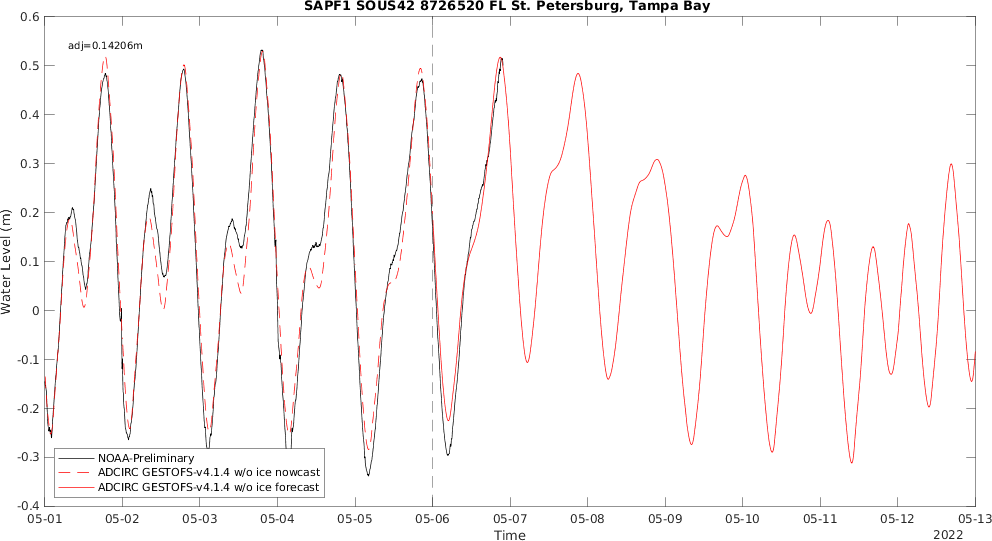 SAPF1 SOUS42 8726520 FL St. Petersburg, Tampa Bay
adj=0.14206m
0.6
0.5
0.4
0.3
0.2
0.1
0
-0.1
-0.2
-0.3
-0.4
Water Level (m)
NOAA-Preliminary
ADCIRC GESTOFS-v4.1.4 w/o ice nowcast
ADCIRC GESTOFS-v4.1.4 w/o ice forecast
05-01 05-02 05-03 05-04 05-05 05-06 05-07 05-08 05-09 05-10 05-11 05-12 05-13
Time
2022